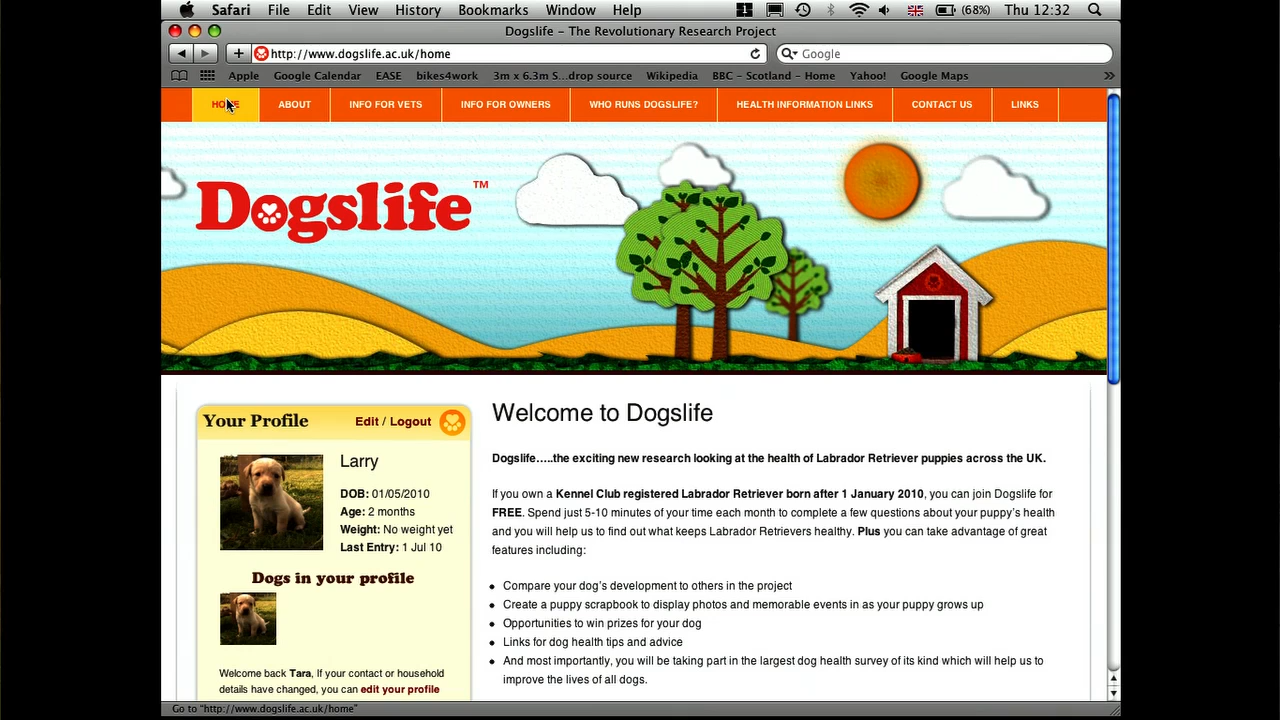 Safari File Edit View History Bookmarks Window Help 1 (68%) Thu 12:32
Dogslife – The Revolutionary Research Project
http://www.dogslife.ac.uk/home Google
Apple Google Calendar EASE bikes4work 3m x 6.3m S...drop source Wikipedia BBC – Scotland – Home Yahoo! Google Maps
HOME ABOUT INFO FOR VETS INFO FOR OWNERS WHO RUNS DOGSLIFE? HEALTH INFORMATION LINKS CONTACT US LINKS
Dogslife™
Your Profile Edit / Logout
Larry
DOB: 01/05/2010
Age: 2 months
Weight: No weight yet
Last Entry: 1 Jul 10
Dogs in your profile
Welcome back Tara, If your contact or household
details have changed, you can edit your profile
Welcome to Dogslife
Dogslife.....the exciting new research looking at the health of Labrador Retriever puppies across the UK.
If you own a Kennel Club registered Labrador Retriever born after 1 January 2010, you can join Dogslife for
FREE. Spend just 5-10 minutes of your time each month to complete a few questions about your puppy's health
and you will help us to find out what keeps Labrador Retrievers healthy. Plus you can take advantage of great
features including:
• Compare your dog's development to others in the project
• Create a puppy scrapbook to display photos and memorable events in as your puppy grows up
• Opportunities to win prizes for your dog
• Links for dog health tips and advice
• And most importantly, you will be taking part in the largest dog health survey of its kind which will help us to
improve the lives of all dogs.
Go to "http://www.dogslife.ac.uk/home"